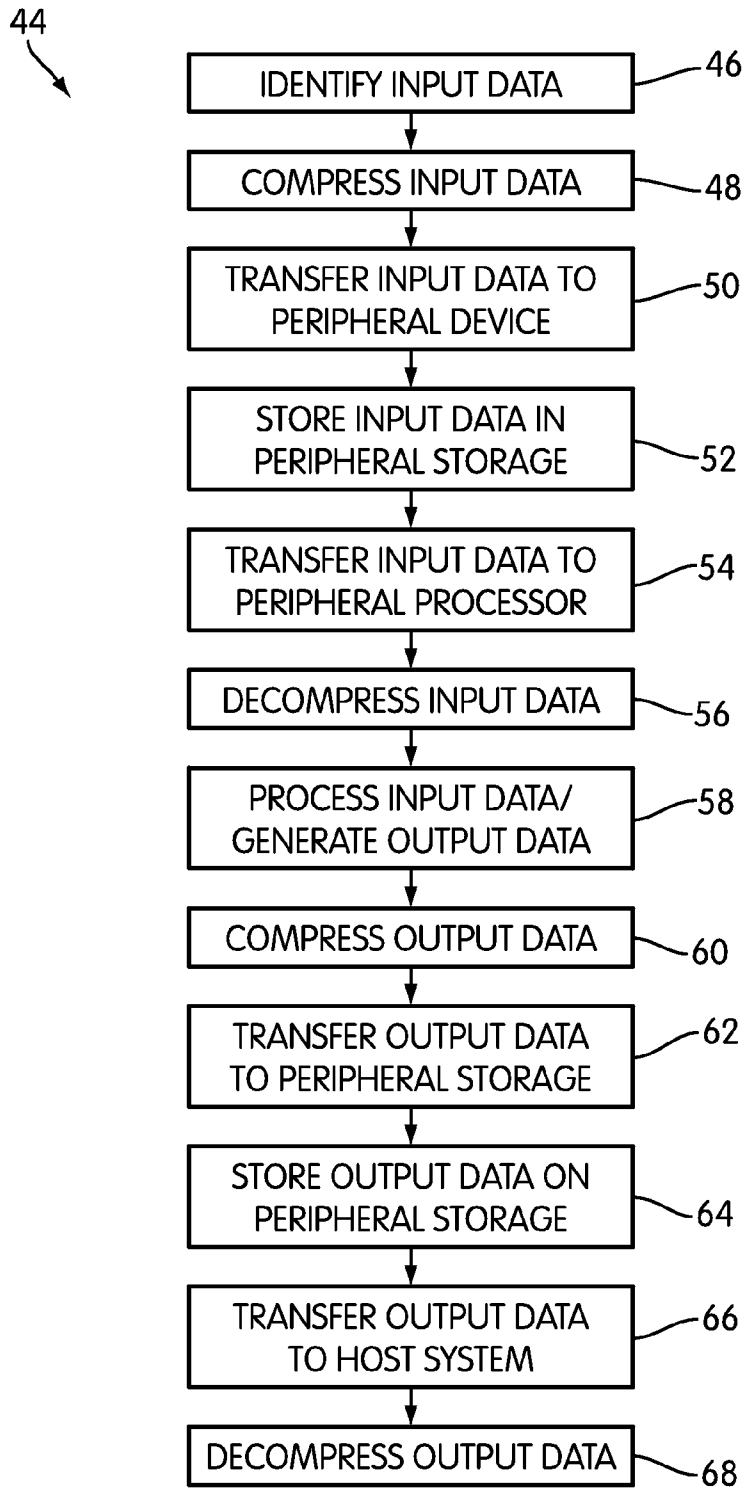 44
IDENTIFY INPUT DATA
46
COMPRESS INPUT DATA
48
TRANSFER INPUT DATA TO
PERIPHERAL DEVICE
50
STORE INPUT DATA IN
PERIPHERAL STORAGE
52
TRANSFER INPUT DATA TO
PERIPHERAL PROCESSOR
54
DECOMPRESS INPUT DATA
56
PROCESS INPUT DATA/
GENERATE OUTPUT DATA
58
COMPRESS OUTPUT DATA
60
TRANSFER OUTPUT DATA
TO PERIPHERAL STORAGE
62
STORE OUTPUT DATA ON
PERIPHERAL STORAGE
64
TRANSFER OUTPUT DATA
TO HOST SYSTEM
66
DECOMPRESS OUTPUT DATA
68